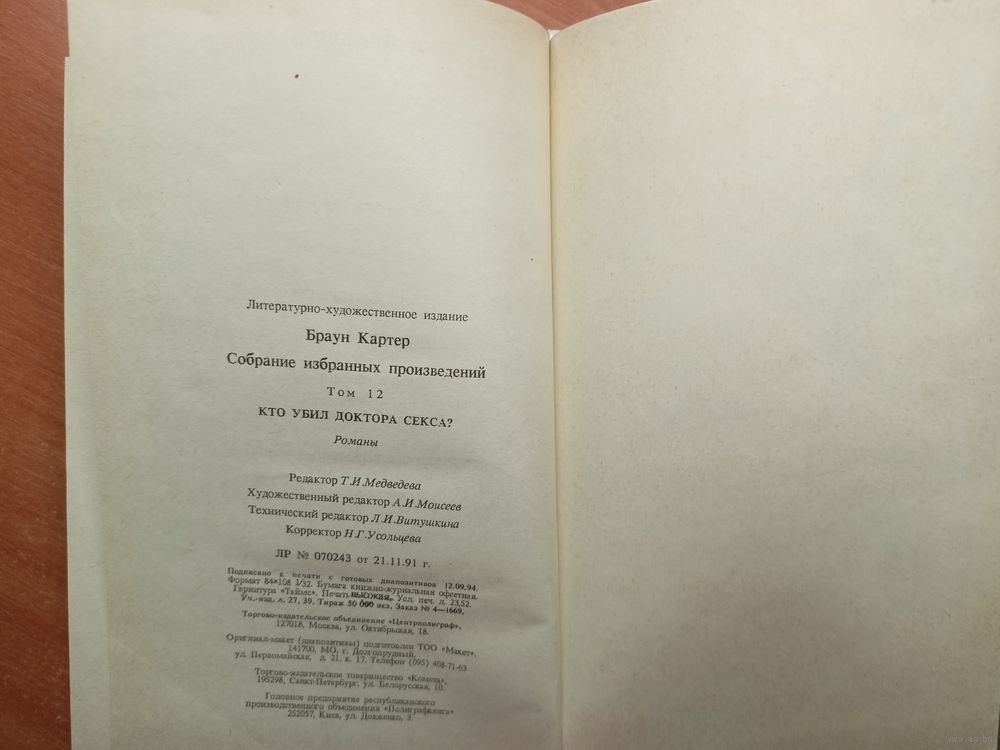 Литературно-художественное издание
Браун Картер
Собрание избранных произведений
Том 12
КТО УБИЛ ДОКТОРА СЕКСА?
Романы
Редактор Т.И.Медведева
Художественный редактор А.И.Моисеев
Технический редактор Л.И.Витушкина
Корректор Н.Г.Усольцева
ЛР № 070243 от 21.11.91 г.
Подписано к печати с готовых диапозитивов 12.09.94.
Формат 84×108 1/32. Бумага книжно-журнальная офсетная.
Гарнитура «Таймс». Печать высокая. Усл. печ. л. 23,52.
Уч.-изд. л. 27, 39. Тираж 50 000 экз. Заказ № 4—1669.
Торгово-издательское объединение «Центрполиграф».
127018, Москва, ул. Октябрьская, 18.
Оригинал-макет (диапозитивы) подготовлен ТОО «Макет».
141700, МО, г. Долгопрудный,
ул. Первомайская, д. 21, к. 17. Телефон (095) 408-71-63
Торгово-издательское товарищество «Комета».
195298, Санкт-Петербург, ул. Белорусская, 10.
Головное предприятие республиканского
производственного объединения «Полиграфкнига»
252057, Киев, ул. Довженко, 3.